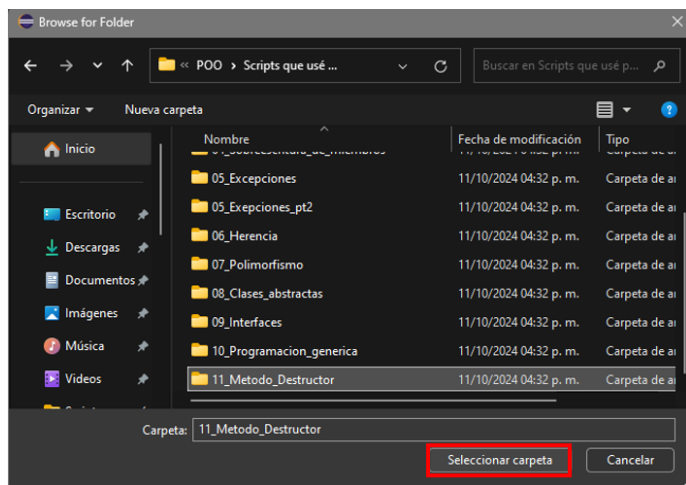 Browse for Folder
« POO › Scripts que usé ...
Buscar en Scripts que usé p...
Organizar
Nueva carpeta
Inicio
Escritorio
Descargas
Documentos
Imágenes
Música
Videos
Nombre Fecha de modificación Tipo
05_Excepciones 11/10/2024 04:32 p. m. Carpeta de ar
05_Exepciones_pt2 11/10/2024 04:32 p. m. Carpeta de ar
06_Herencia 11/10/2024 04:32 p. m. Carpeta de ar
07_Polimorfismo 11/10/2024 04:32 p. m. Carpeta de ar
08_Clases_abstractas 11/10/2024 04:32 p. m. Carpeta de ar
09_Interfaces 11/10/2024 04:32 p. m. Carpeta de ar
10_Programacion_generica 11/10/2024 04:32 p. m. Carpeta de ar
11_Metodo_Destructor 11/10/2024 04:32 p. m. Carpeta de ar
Carpeta: 11_Metodo_Destructor
Seleccionar carpeta
Cancelar